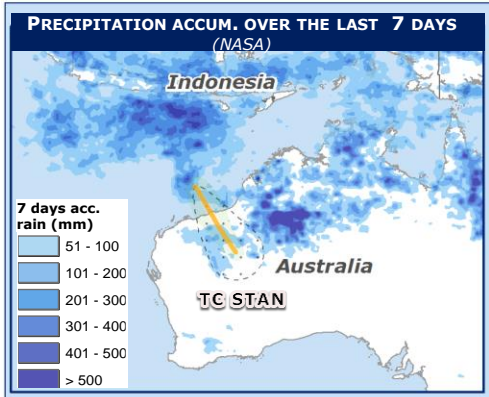 PRECIPITATION ACCUM. OVER THE LAST 7 DAYS
(NASA)
Indonesia
7 days acc.
rain (mm)
51 - 100
101 - 200
201 - 300
301 - 400
401 - 500
> 500
Australia
TC STAN